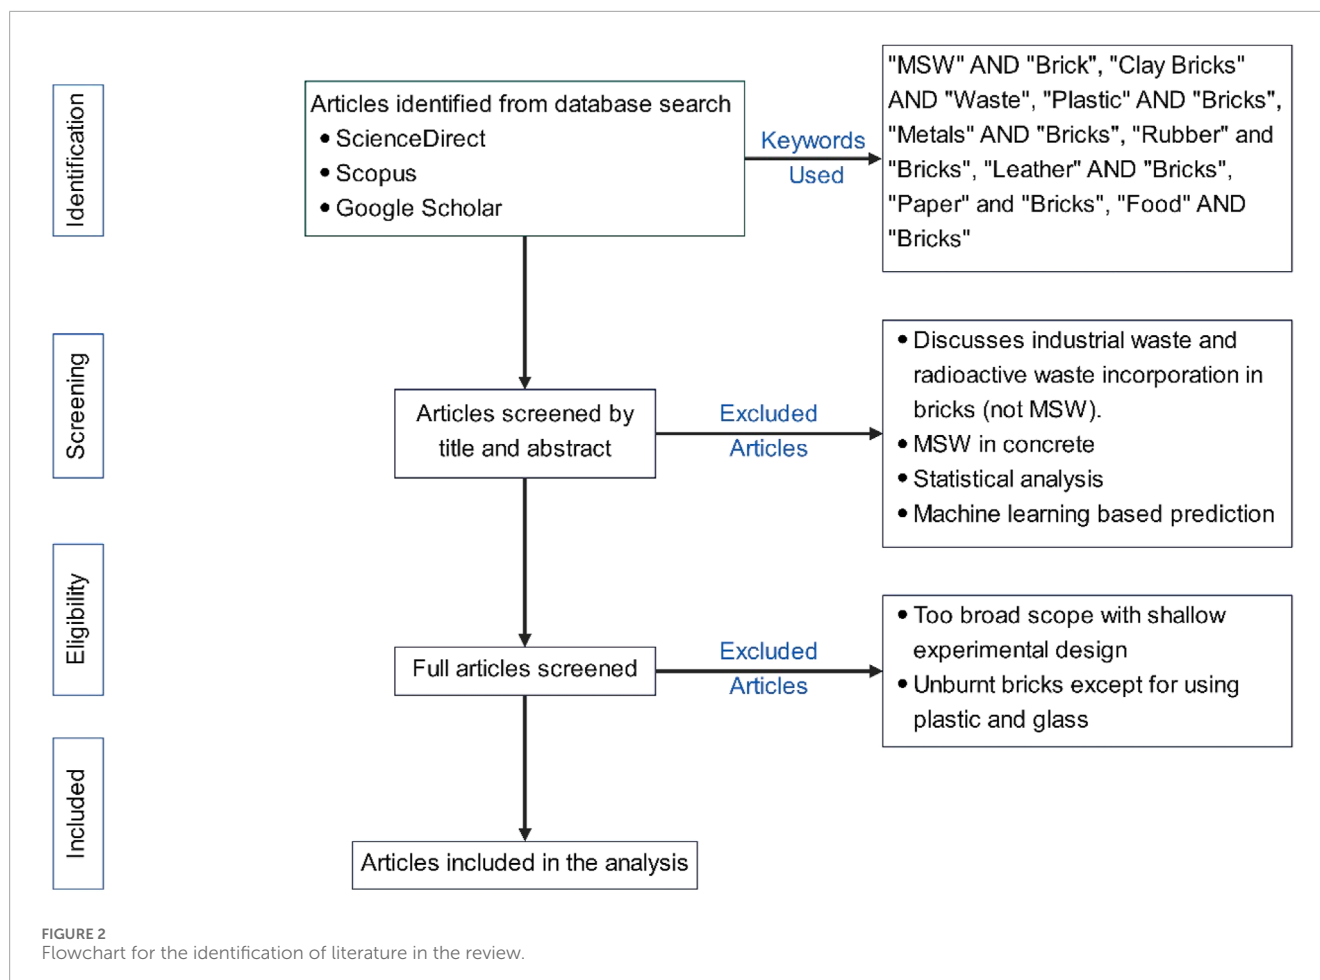 Identification
Articles identified from database search
• ScienceDirect
• Scopus
• Google Scholar
Keywords
Used
"MSW" AND "Brick", "Clay Bricks"
AND "Waste", "Plastic" AND "Bricks",
"Metals" AND "Bricks", "Rubber" and
"Bricks", "Leather" AND "Bricks",
"Paper" and "Bricks", "Food" AND
"Bricks"
Screening
Articles screened by
title and abstract
Excluded
Articles
• Discusses industrial waste and
radioactive waste incorporation in
bricks (not MSW).
• MSW in concrete
• Statistical analysis
• Machine learning based prediction
Eligibility
Full articles screened
Excluded
Articles
• Too broad scope with shallow
experimental design
• Unburnt bricks except for using
plastic and glass
Included
Articles included in the analysis
FIGURE 2
Flowchart for the identification of literature in the review.